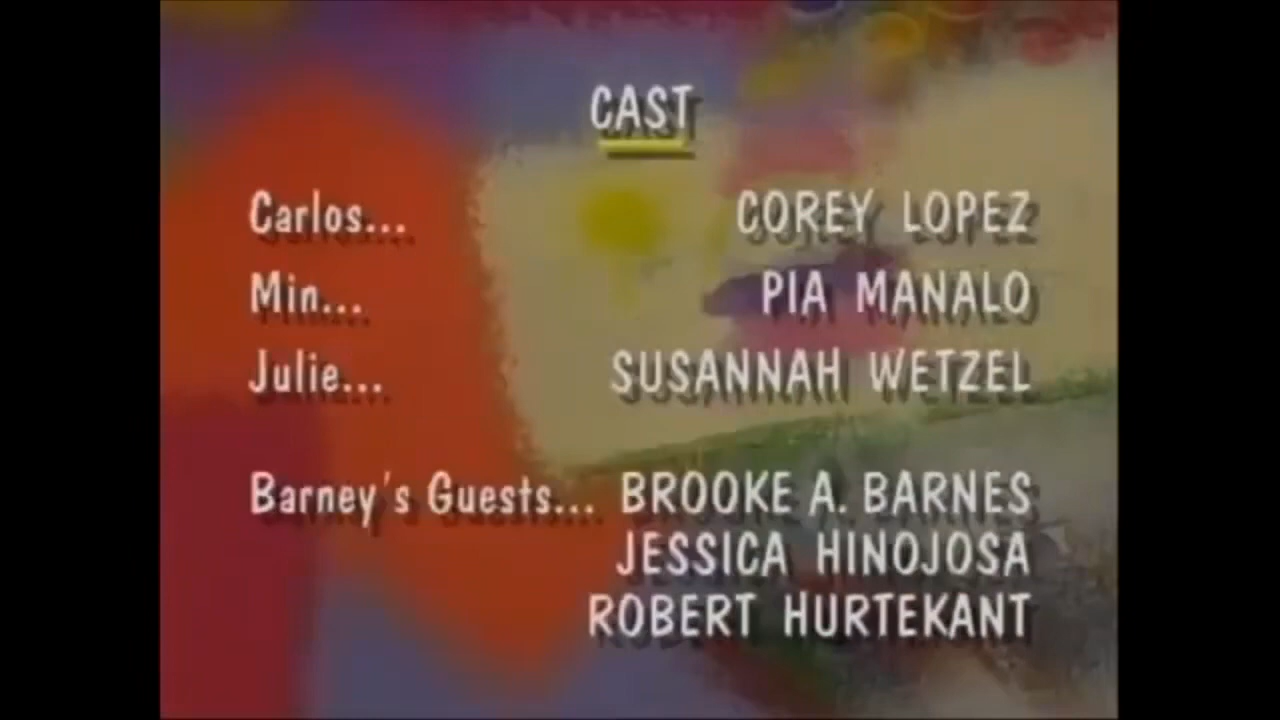 CAST
Carlos... COREY LOPEZ
Min... PIA MANALO
Julie... SUSANNAH WETZEL
Barney's Guests... BROOKE A. BARNES
JESSICA HINOJOSA
ROBERT HURTEKANT